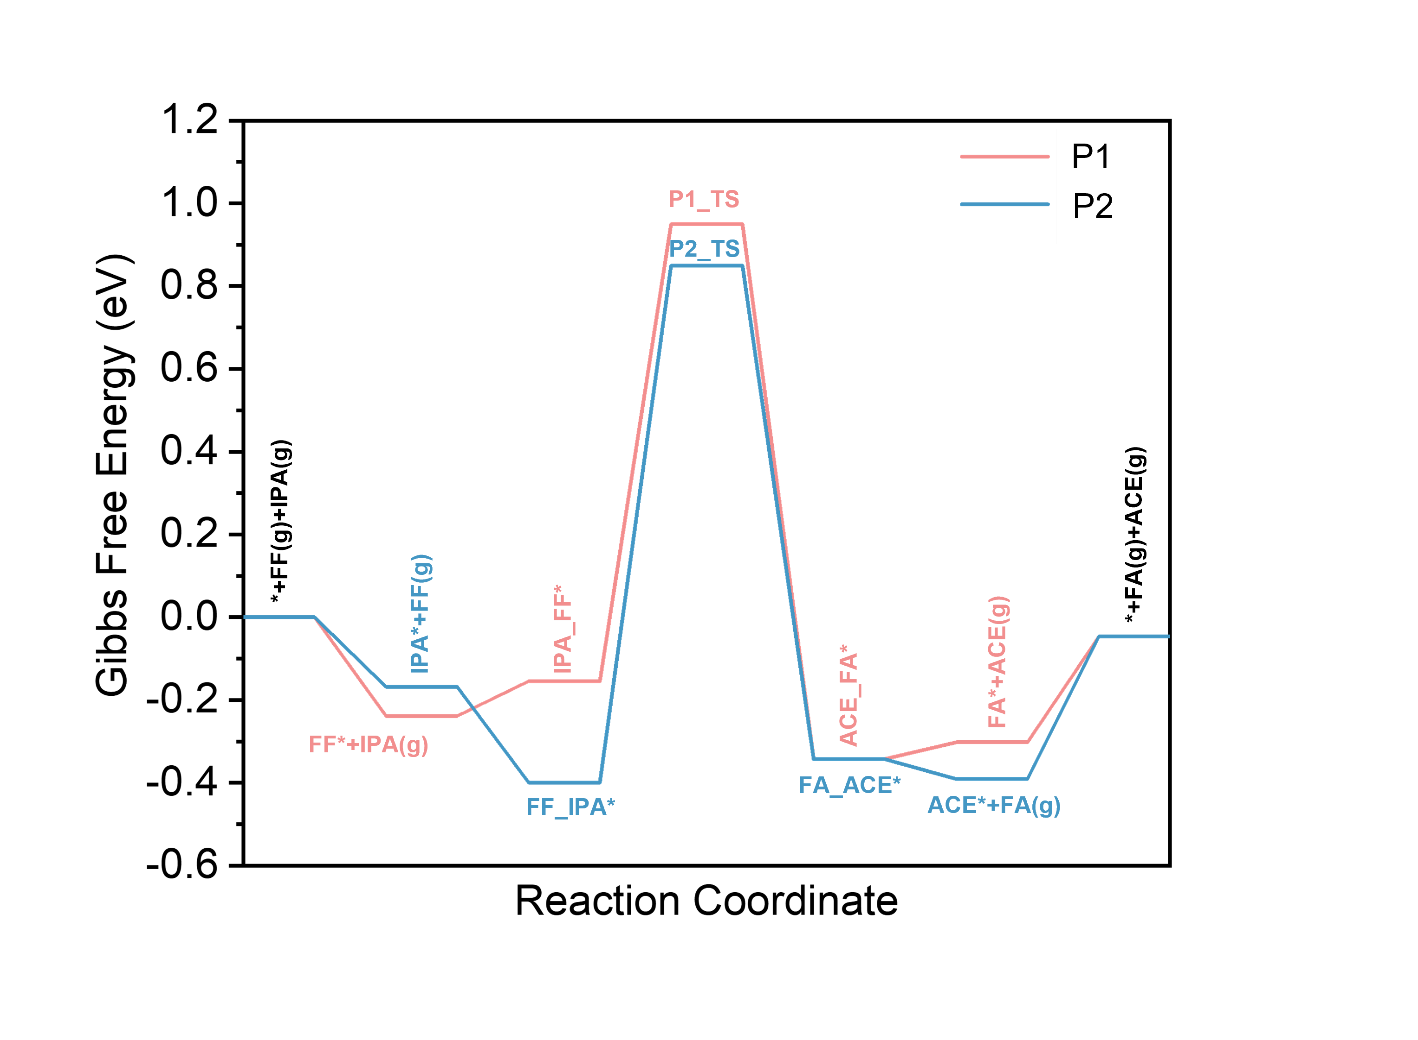 1.2
1.0
0.8
0.6
0.4
0.2
0.0
-0.2
-0.4
-0.6
Gibbs Free Energy (eV)
Reaction Coordinate
P1
P2
*+FF(g)+IPA(g)
IPA*+FF(g)
FF*+IPA(g)
IPA_FF*
FF_IPA*
P1_TS
P2_TS
ACE_FA*
FA_ACE*
FA*+ACE(g)
ACE*+FA(g)
*+FA(g)+ACE(g)